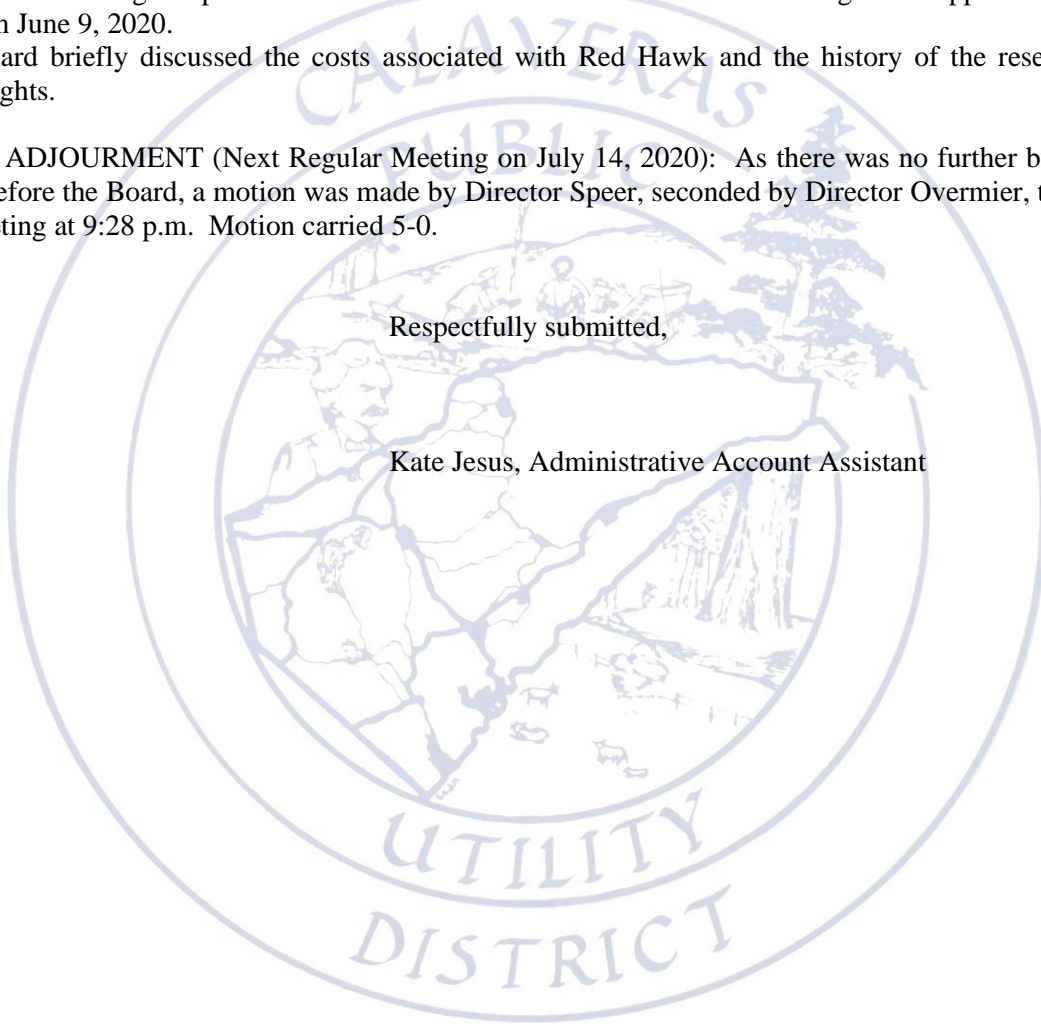 n June 9, 2020.
ard briefly discussed the costs associated with Red Hawk and the history of the rese
ghts.
ADJOURMENT (Next Regular Meeting on July 14, 2020): As there was no further b
efore the Board, a motion was made by Director Speer, seconded by Director Overmier, t
eting at 9:28 p.m. Motion carried 5-0.
Respectfully submitted,
Kate Jesus, Administrative Account Assistant
CALAVERAS
PUBLIC
UTILITY
DISTRICT